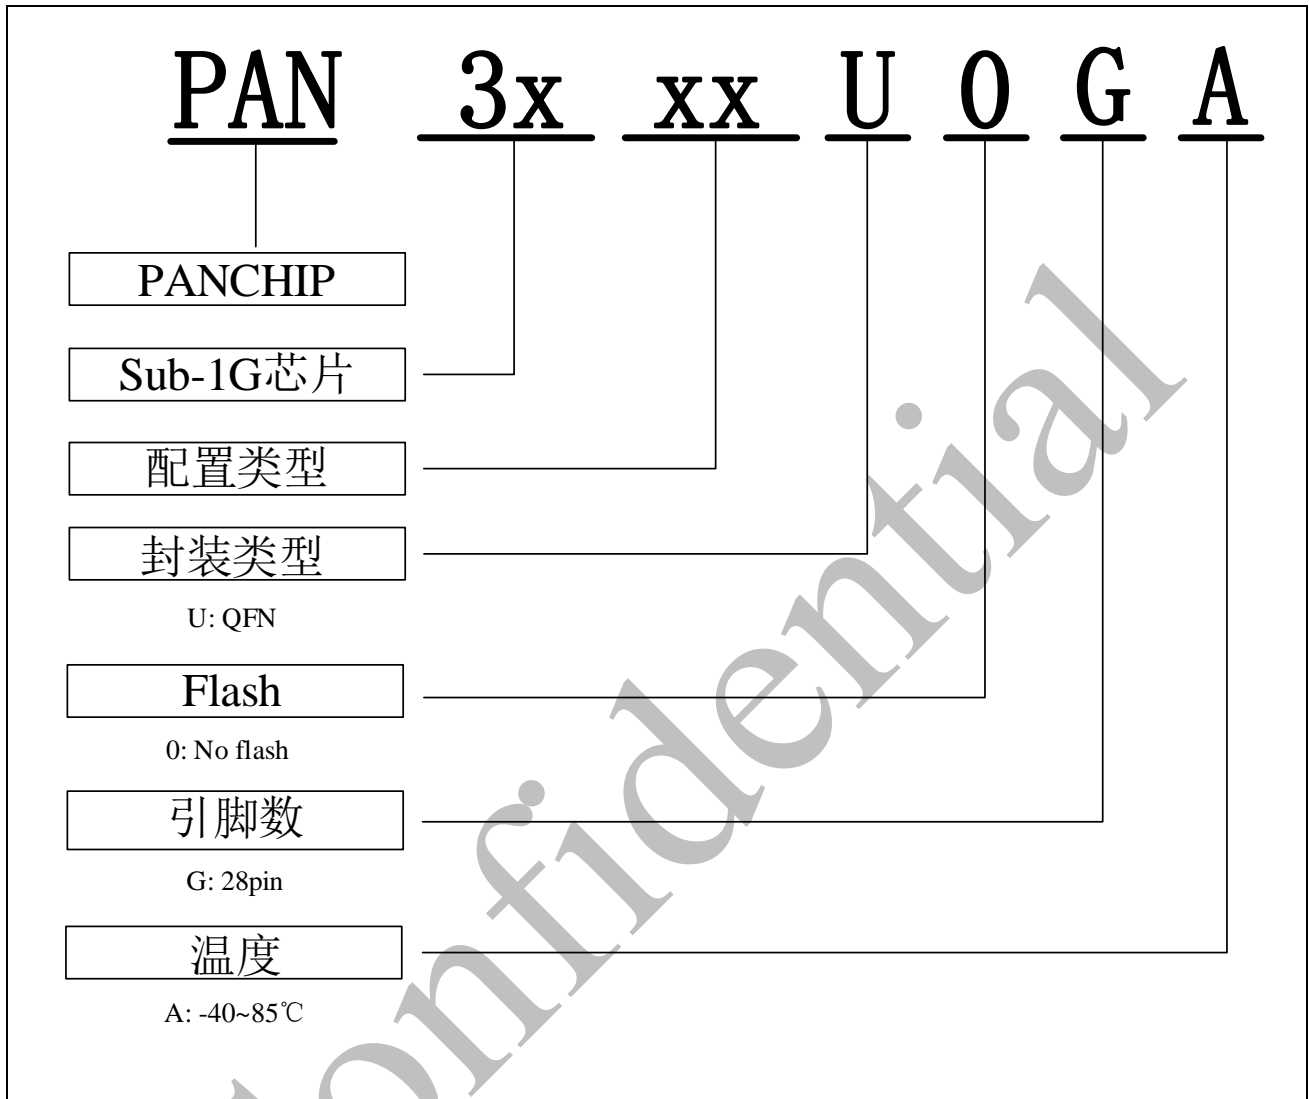 PAN 3x xx U 0 G A
PANCHIP
Sub-1G芯片
配置类型
封装类型
U: QFN
Flash
0: No flash
引脚数
G: 28pin
温度
A: -40~85℃
onfidential